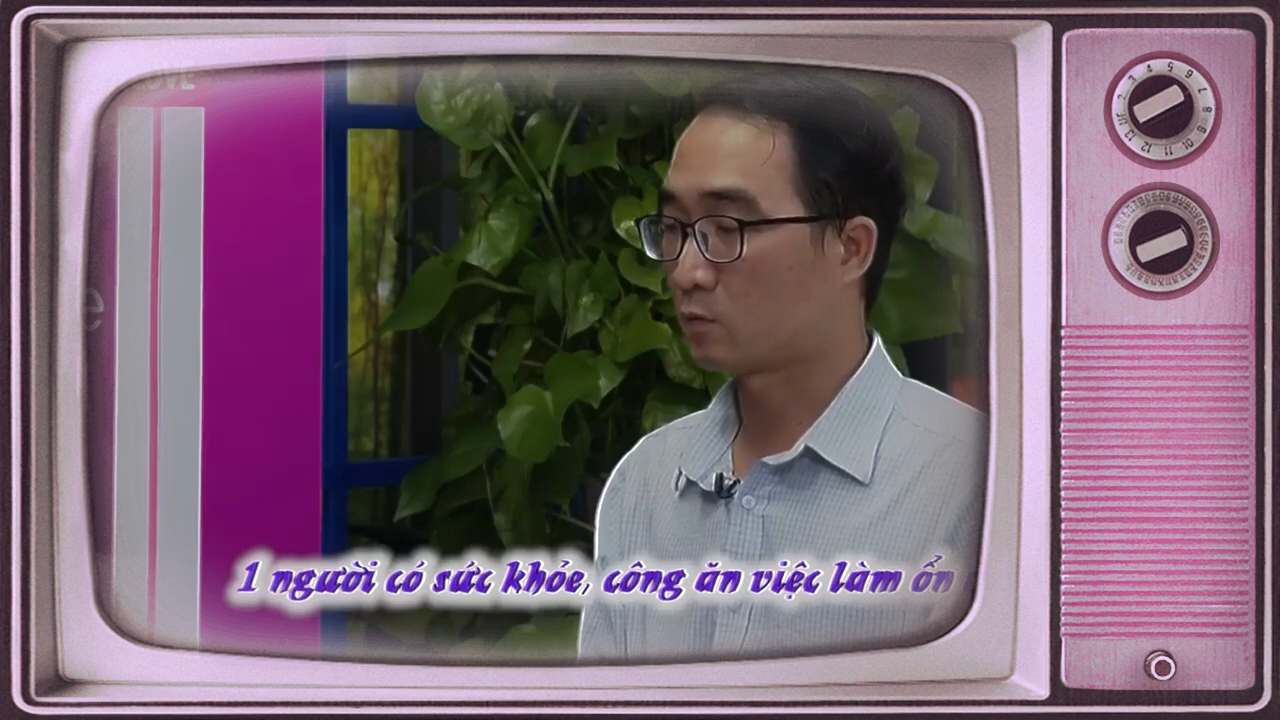 1 người có sức khỏe, công ăn việc làm ổn